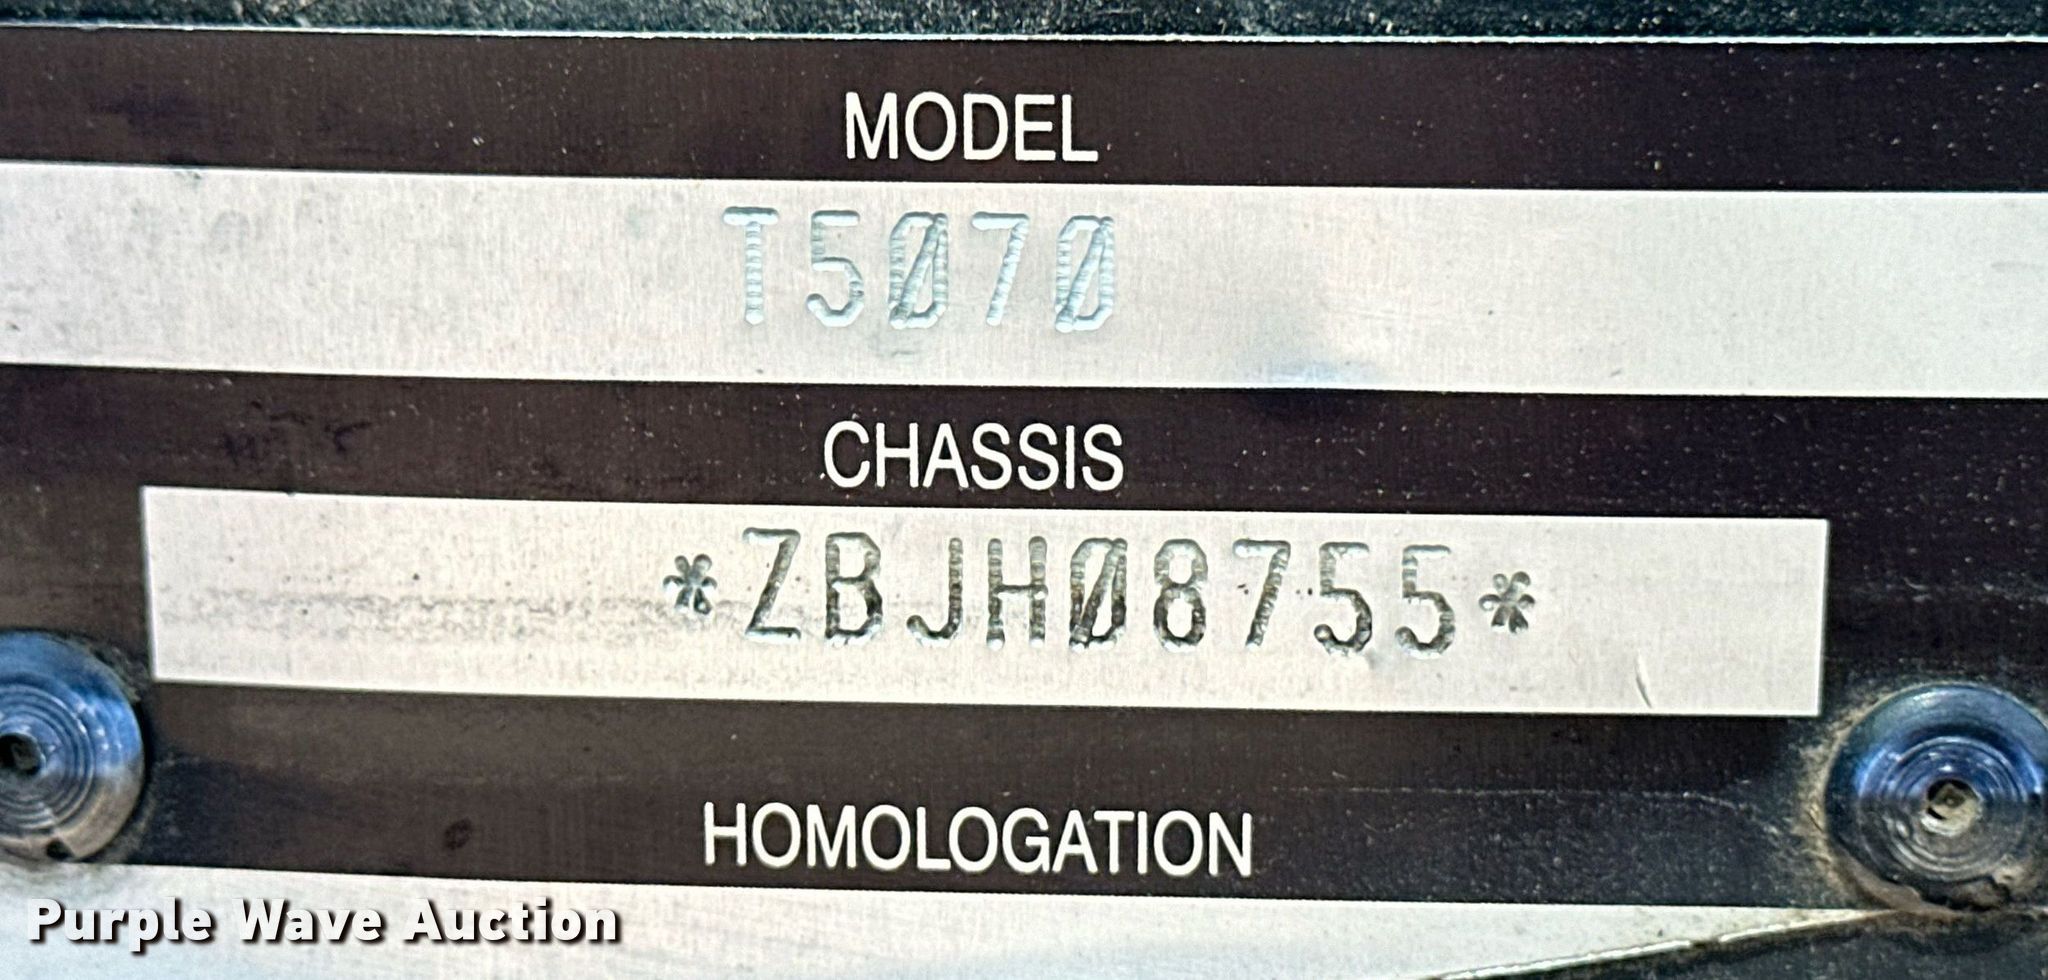 MODEL
T5070
CHASSIS
*ZBJH08755*
HOMOLOGATION
Purple Wave Auction